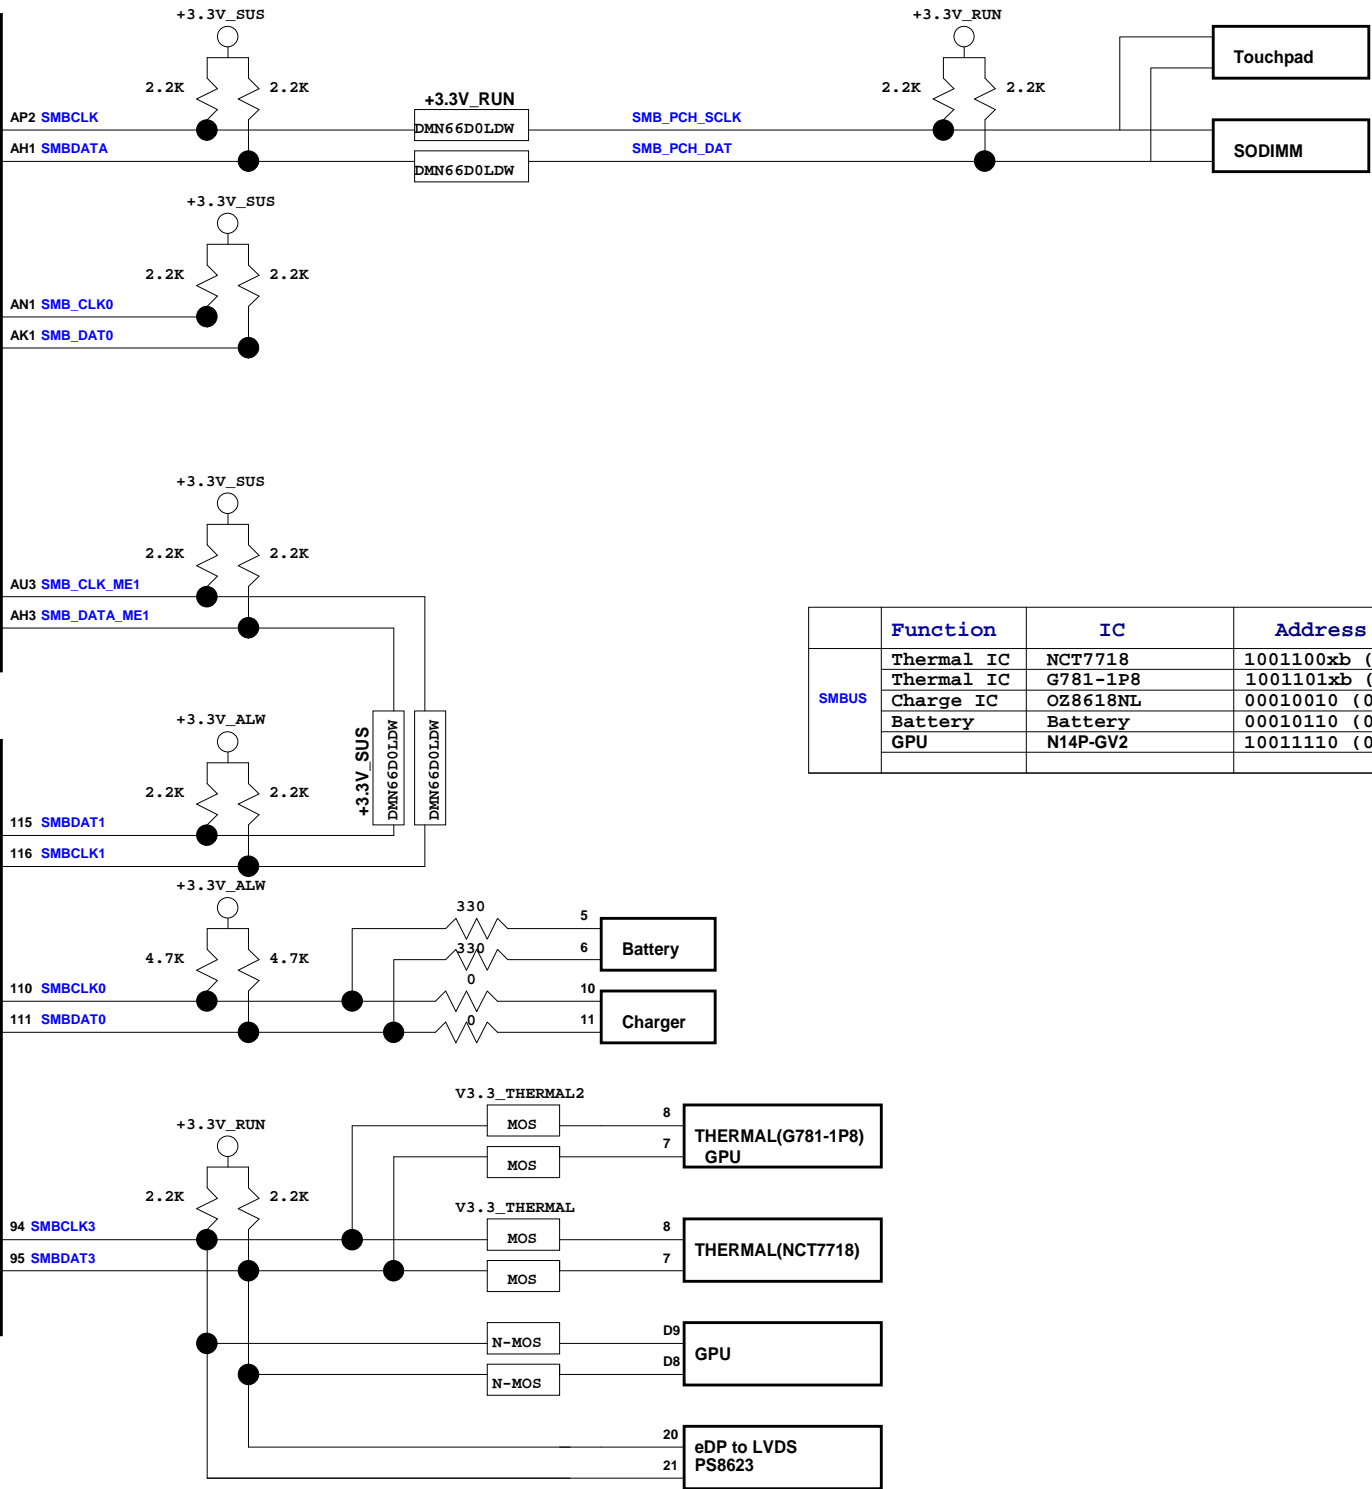 +3.3V_SUS
+3.3V_RUN
2.2K 2.2K
2.2K 2.2K
Touchpad
+3.3V_RUN
AP2 SMBCLK
DMN66D0LDW
SMB_PCH_SCLK
AH1 SMBDATA
DMN66D0LDW
SMB_PCH_DAT
SODIMM
+3.3V_SUS
2.2K 2.2K
AN1 SMB_CLK0
AK1 SMB_DAT0
+3.3V_SUS
2.2K 2.2K
AU3 SMB_CLK_ME1
AH3 SMB_DATA_ME1
Function IC Address
SMBUS
Thermal IC NCT7718 1001100xb (
Thermal IC G781-1P8 1001101xb (
Charge IC OZ8618NL 00010010 (0
Battery Battery 00010110 (0
GPU N14P-GV2 10011110 (0
+3.3V_ALW
+3.3V_SUS
DMN66D0LDW
DMN66D0LDW
2.2K 2.2K
115 SMBDAT1
116 SMBCLK1
+3.3V_ALW
4.7K 4.7K
330 5
330 6
Battery
110 SMBCLK0
0 10
111 SMBDAT0
0 11
Charger
V3.3_THERMAL2
MOS 8
MOS 7
THERMAL(G781-1P8)
GPU
+3.3V_RUN
2.2K 2.2K
V3.3_THERMAL
94 SMBCLK3
MOS 8
95 SMBDAT3
MOS 7
THERMAL(NCT7718)
N-MOS D9
N-MOS D8
GPU
20
21
eDP to LVDS
PS8623